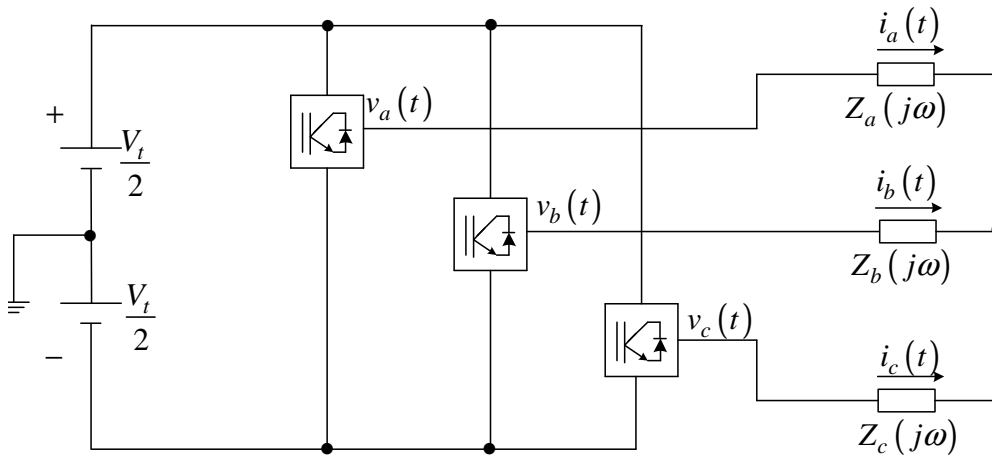 i_a(t)
v_a(t)
Z_a(jω)
+
V_t/2
i_b(t)
v_b(t)
Z_b(jω)
V_t/2
v_c(t)
−
i_c(t)
Z_c(jω)